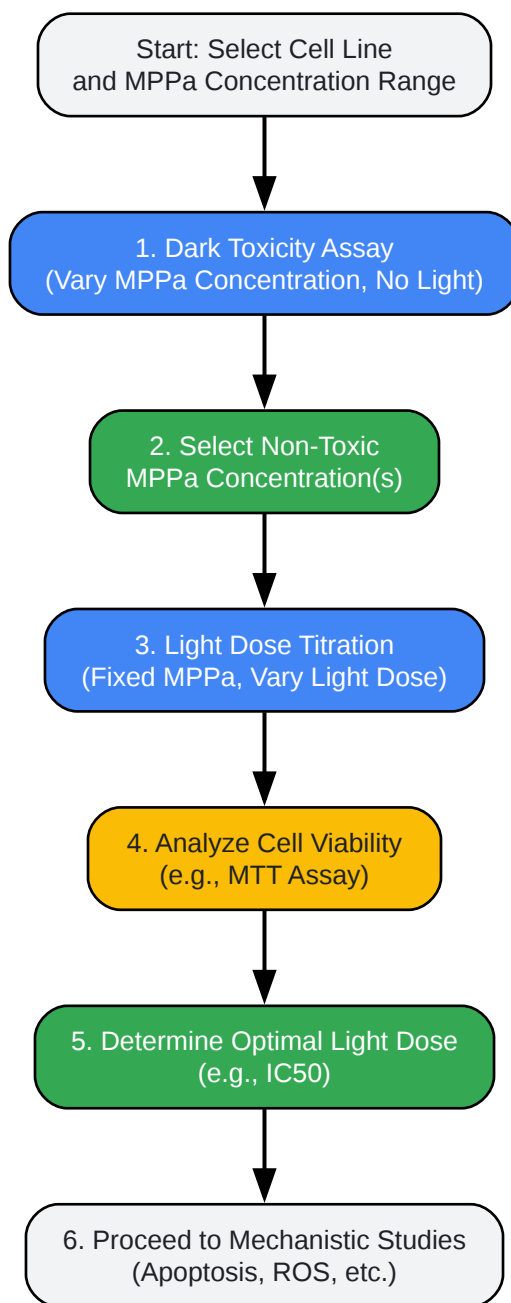 Start: Select Cell Line
and MPPa Concentration Range
1. Dark Toxicity Assay
(Vary MPPa Concentration, No Light)
2. Select Non-Toxic
MPPa Concentration(s)
3. Light Dose Titration
(Fixed MPPa, Vary Light Dose)
4. Analyze Cell Viability
(e.g., MTT Assay)
5. Determine Optimal Light Dose
(e.g., IC50)
6. Proceed to Mechanistic Studies
(Apoptosis, ROS, etc.)